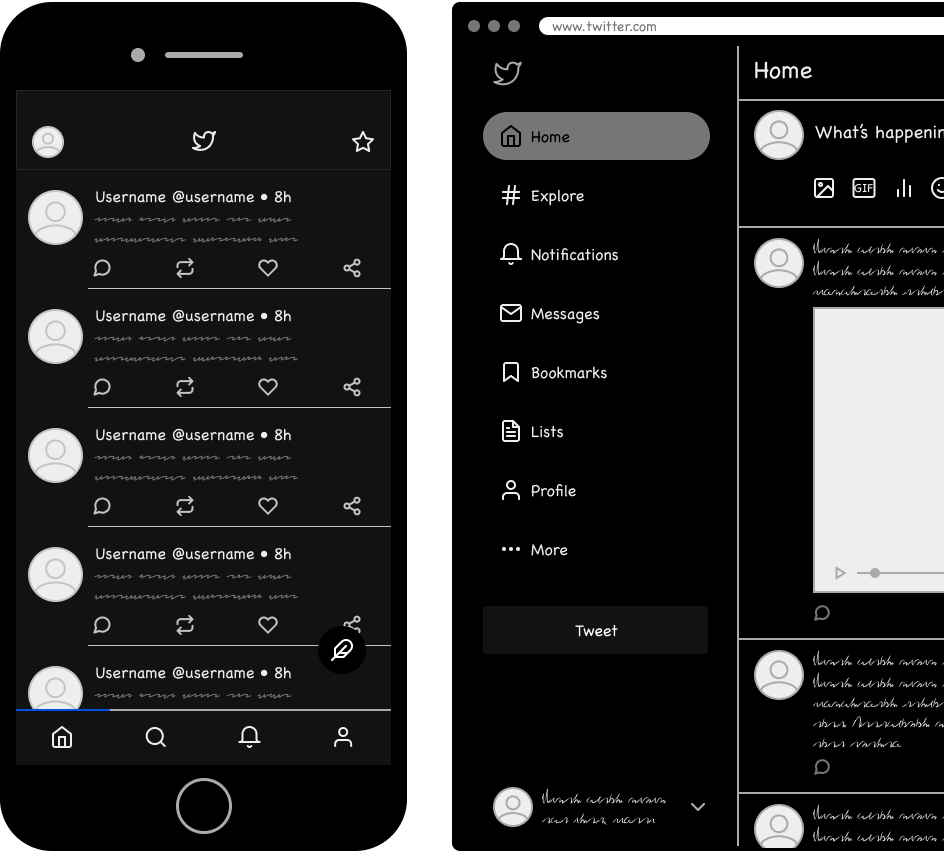 Username @username • 8h
Username @username • 8h
Username @username • 8h
Username @username • 8h
Username @username • 8h
www.twitter.com
Home
Explore
Notifications
Messages
Bookmarks
Lists
Profile
More
Tweet
Home
What's happenin
GIF